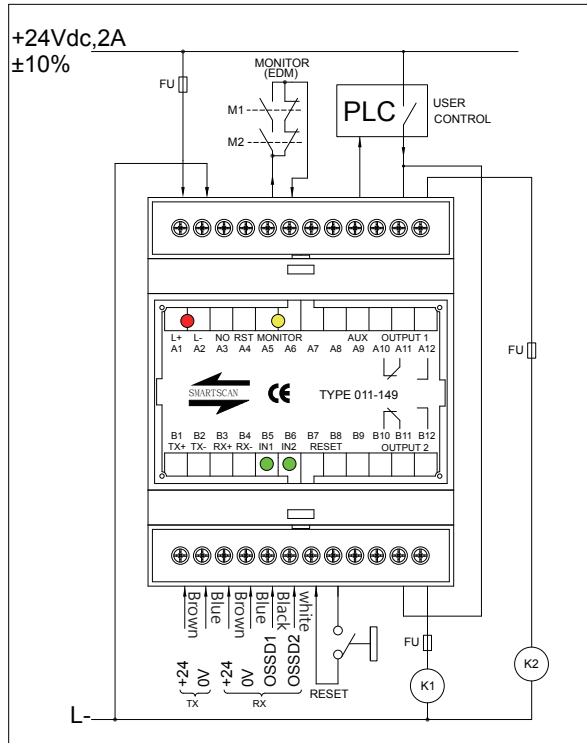 +24Vdc,2A
±10%
FU
MONITOR
(EDM)
M1
M2
PLC
USER
CONTROL
FU
L+ L- NO RST MONITOR AUX OUTPUT 1
A1 A2 A3 A4 A5 A6 A7 A8 A9 A10 A11 A12
SMARTSCAN
CE
TYPE 011-149
B1 B2 B3 B4 B5 B6 B7 B8 B9 B10 B11 B12
TX+ TX- RX+ RX- IN1 IN2 RESET OUTPUT 2
Brown
Blue
Brown
Blue
Black
white
+24
0V
+24
0V
OSSD1
OSSD2
TX
RX
RESET
FU
K1
K2
L-